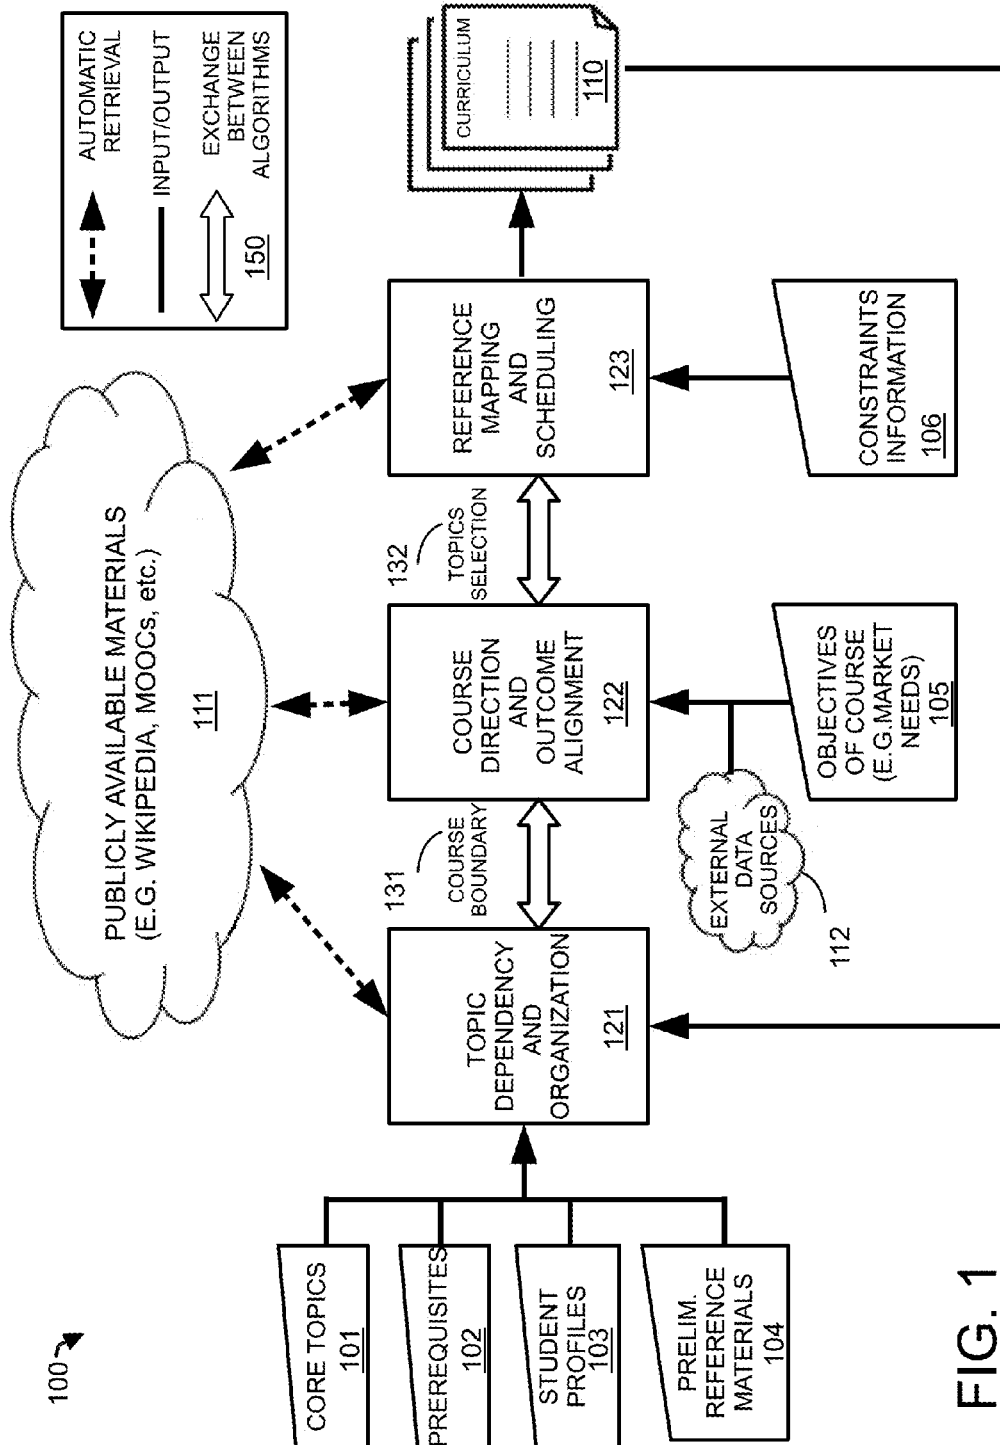 100
PUBLICLY AVAILABLE MATERIALS
(E.G. WIKIPEDIA, MOOCs, etc.)
111
AUTOMATIC
RETRIEVAL
INPUT/OUTPUT
EXCHANGE
BETWEEN
ALGORITHMS
150
CORE TOPICS
101
PREREQUISITES
102
STUDENT
PROFILES
103
PRELIM.
REFERENCE
MATERIALS
104
TOPIC
DEPENDENCY
AND
ORGANIZATION
121
131
COURSE
BOUNDARY
COURSE
DIRECTION
AND
OUTCOME
ALIGNMENT
122
132
TOPICS
SELECTION
REFERENCE
MAPPING
AND
SCHEDULING
123
CURRICULUM
110
EXTERNAL
DATA
SOURCES
112
OBJECTIVES
OF COURSE
(E.G.MARKET
NEEDS)
105
CONSTRAINTS
INFORMATION
106
FIG. 1